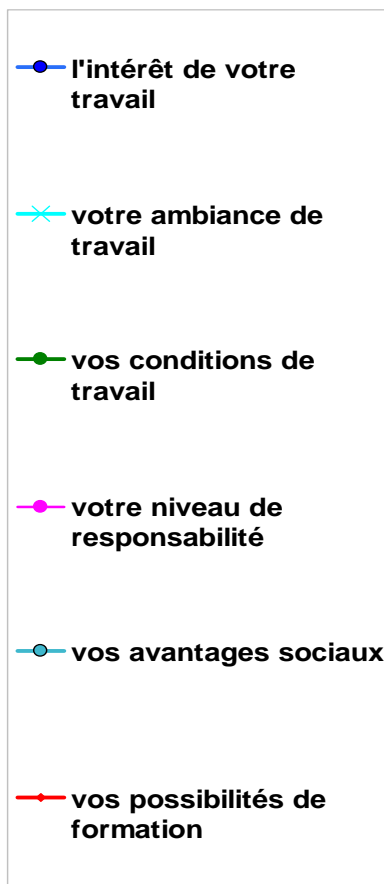 l'intérêt de votre
travail
votre ambiance de
travail
vos conditions de
travail
votre niveau de
responsabilité
vos avantages sociaux
vos possibilités de
formation